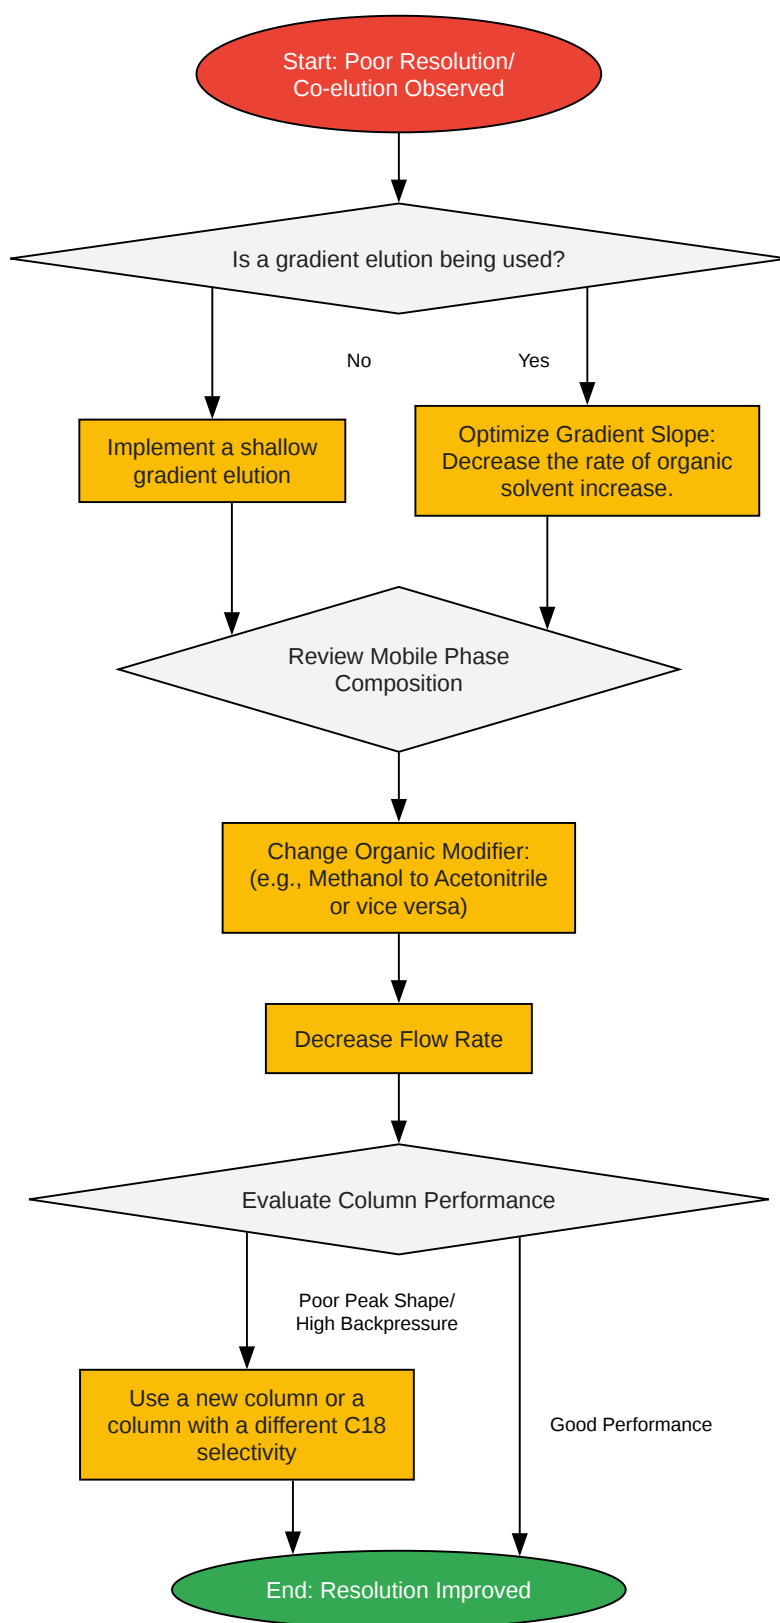 Start: Poor Resolution/
Co-elution Observed
Is a gradient elution being used?
No
Yes
Implement a shallow
gradient elution
Optimize Gradient Slope:
Decrease the rate of organic
solvent increase.
Review Mobile Phase
Composition
Change Organic Modifier:
(e.g., Methanol to Acetonitrile
or vice versa)
Decrease Flow Rate
Evaluate Column Performance
Poor Peak Shape/
High Backpressure
Use a new column or a
column with a different C18
selectivity
Good Performance
End: Resolution Improved